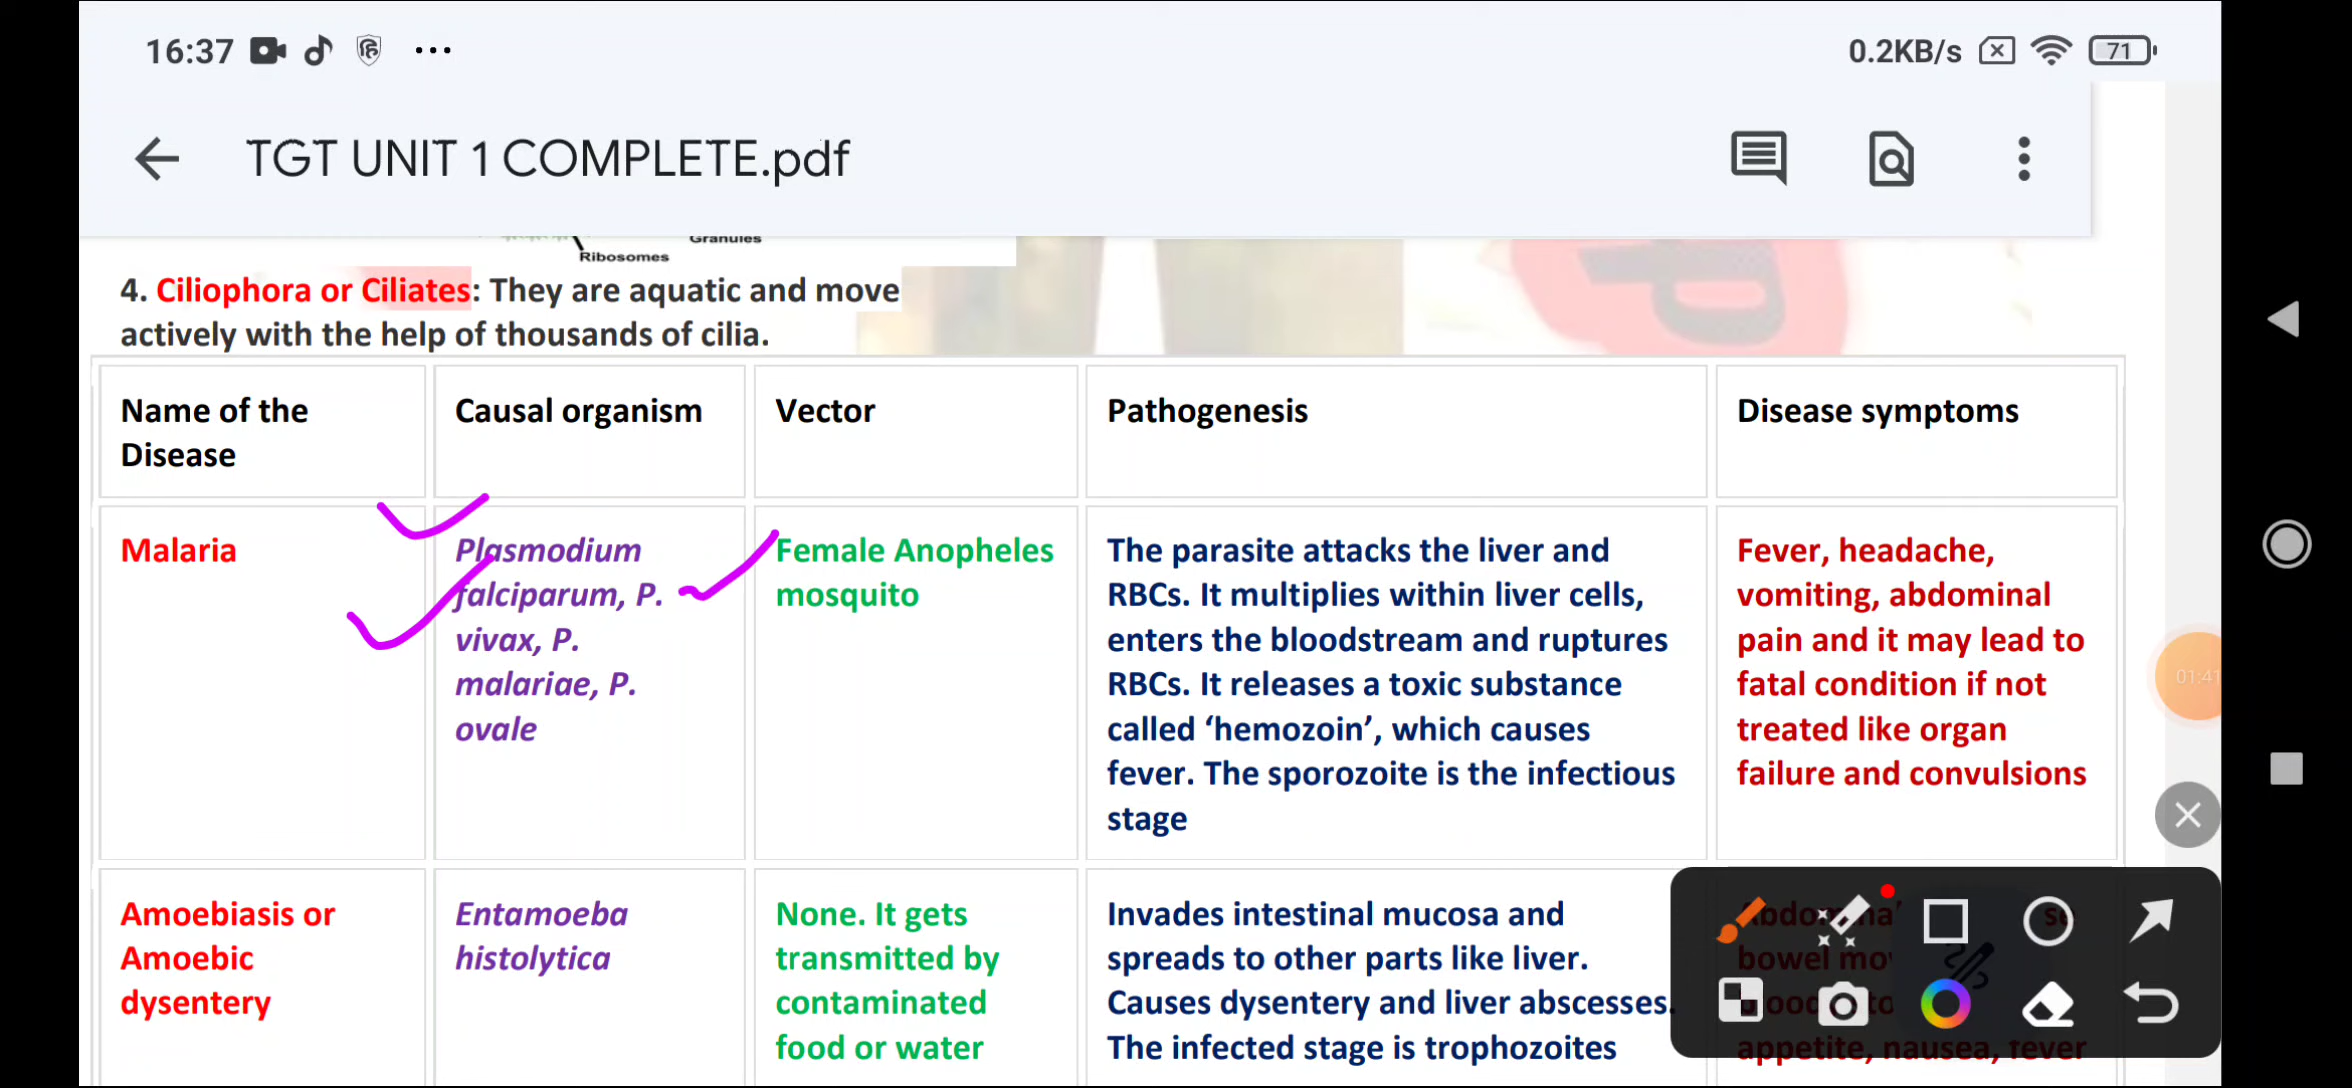 16:37
0.2KB/s
71
TGT UNIT 1 COMPLETE.pdf
Granules
Ribosomes
4. Ciliophora or Ciliates: They are aquatic and move
actively with the help of thousands of cilia.
Name of the
Disease
Causal organism
Vector
Pathogenesis
Disease symptoms
Malaria
Plasmodium
falciparum, P.
vivax, P.
malariae, P.
ovale
Female Anopheles
mosquito
The parasite attacks the liver and
RBCs. It multiplies within liver cells,
enters the bloodstream and ruptures
RBCs. It releases a toxic substance
called ‘hemozoin’, which causes
fever. The sporozoite is the infectious
stage
Fever, headache,
vomiting, abdominal
pain and it may lead to
fatal condition if not
treated like organ
failure and convulsions
01:41
Amoebiasis or
Amoebic
dysentery
Entamoeba
histolytica
None. It gets
transmitted by
contaminated
food or water
Invades intestinal mucosa and
spreads to other parts like liver.
Causes dysentery and liver abscesses.
The infected stage is trophozoites
bowel
appetite, nausea, fever